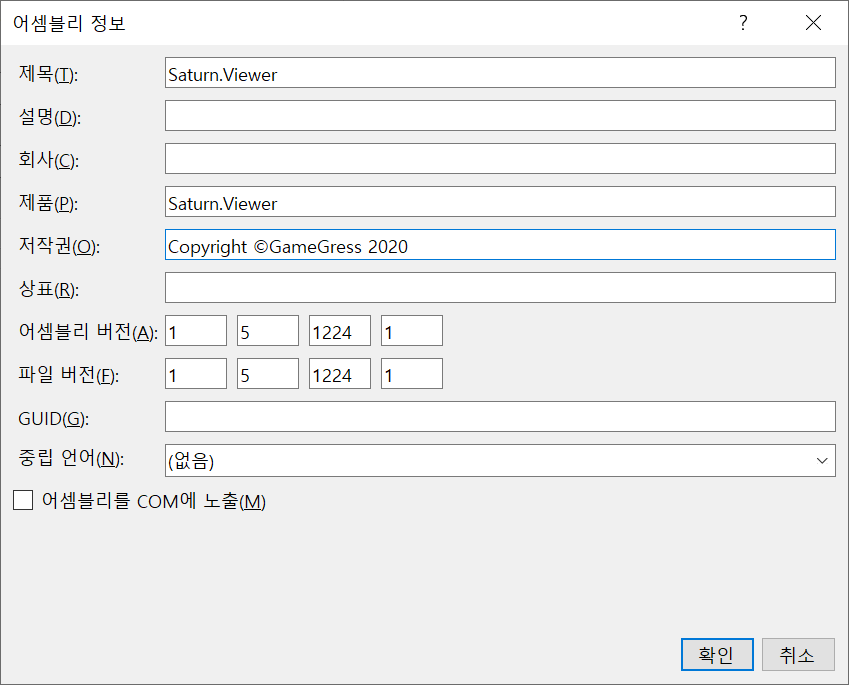 어셈블리 정보 ?
제목(T): Saturn.Viewer
설명(D):
회사(C):
제품(P): Saturn.Viewer
저작권(O): Copyright ©GameGress 2020
상표(R):
어셈블리 버전(A): 1 5 1224 1
파일 버전(F): 1 5 1224 1
GUID(G):
중립 언어(N): (없음)
어셈블리를 COM에 노출(M)
확인 취소